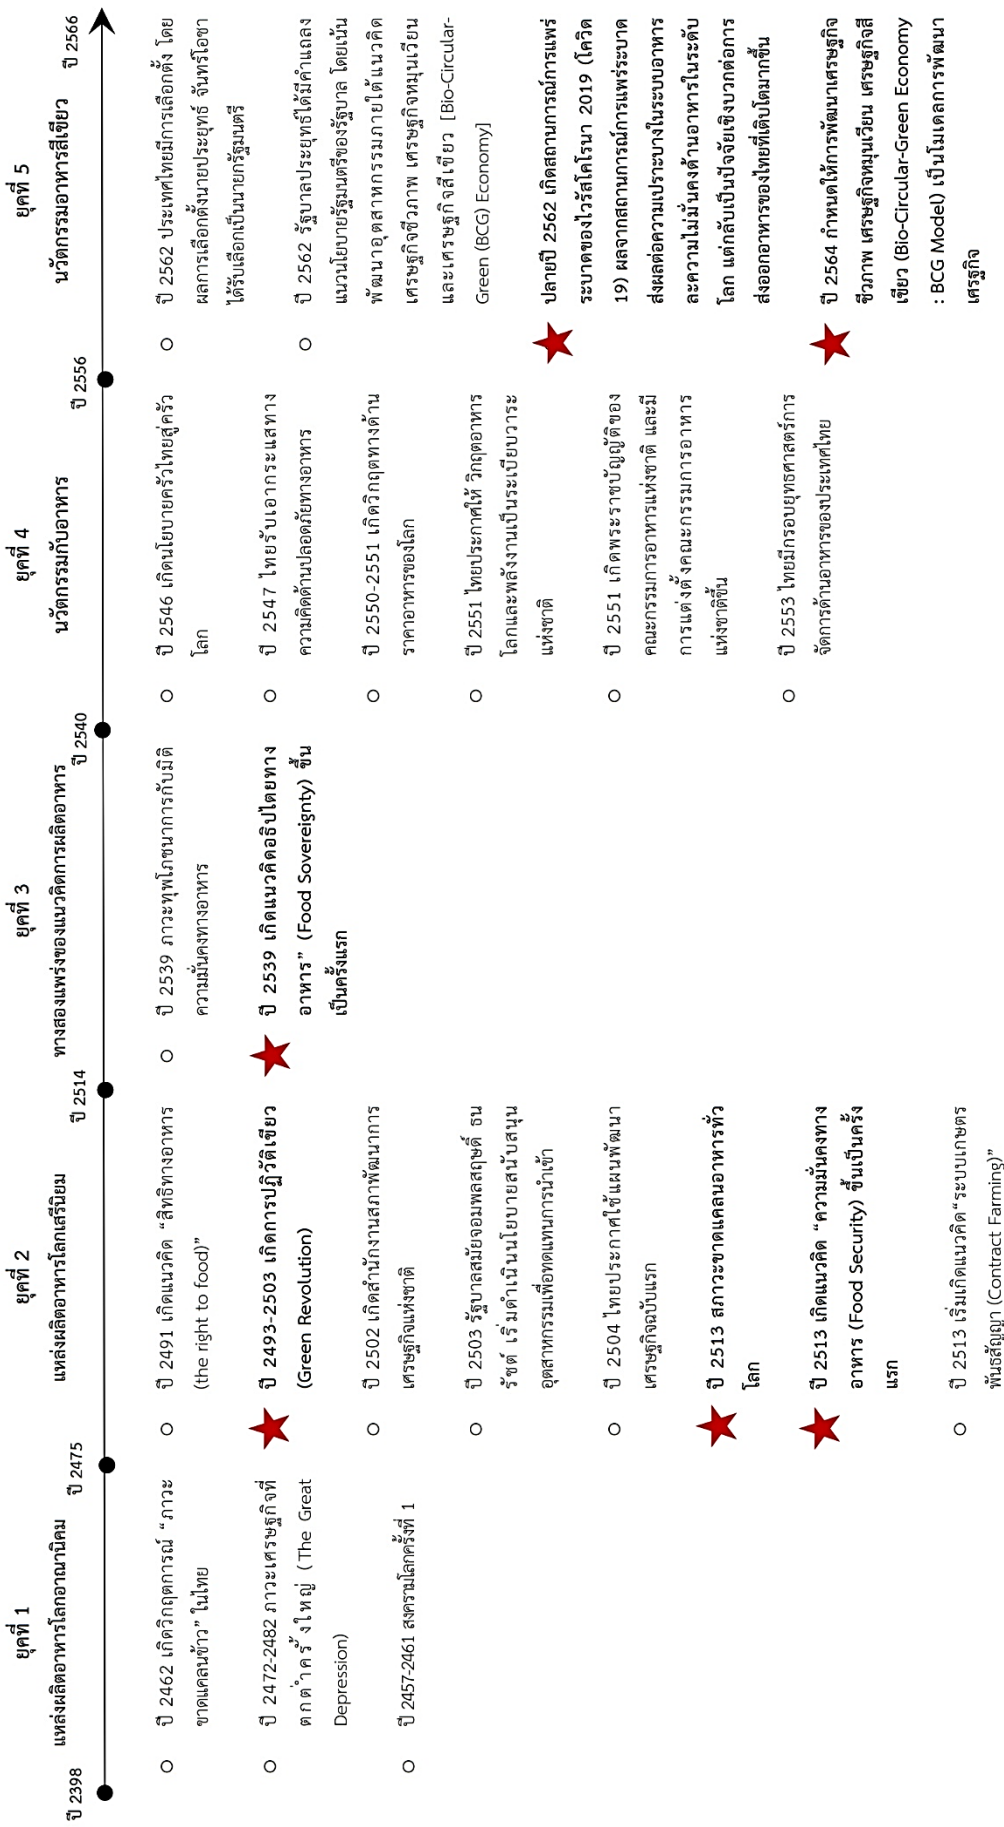 ยุคที่ 1
แหล่งผลิตอาหารโลกอาณานิคม
ปี 2398
ปี 2475
ปี 2462 เกิดวิกฤตการณ์ “ภาวะ
ขาดแคลนข้าว” ในไทย
ปี 2472-2482 ภาวะเศรษฐกิจที่
ตกต่ำครั้งใหญ่ (The Great
Depression)
ปี 2457-2461 สงครามโลกครั้งที่ 1
ยุคที่ 2
แหล่งผลิตอาหารโลกเสรีนิยม
ปี 2514
ปี 2491 เกิดแนวคิด “สิทธิทางอาหาร
(the right to food)”
ปี 2493-2503 เกิดการปฏิวัติเขียว
(Green Revolution)
ปี 2502 เกิดสำนักงานสภาพัฒนาการ
เศรษฐกิจแห่งชาติ
ปี 2503 รัฐบาลสมัยจอมพลสฤษดิ์ ธน
รัชต์ เริ่มดำเนินนโยบายสนับสนุน
อุตสาหกรรมเพื่อทดแทนการนำเข้า
ปี 2504 ไทยประกาศใช้แผนพัฒนา
เศรษฐกิจฉบับแรก
ปี 2513 สภาวะขาดแคลนอาหารทั่ว
โลก
ปี 2513 เกิดแนวคิด “ความมั่นคงทาง
อาหาร (Food Security) ขึ้นเป็นครั้ง
แรก
ปี 2513 เริ่มเกิดแนวคิด“ระบบเกษตร
พันธสัญญา (Contract Farming)”
ยุคที่ 3
ทางสองแพร่งของแนวคิดการผลิตอาหาร
ปี 2540
ปี 2539 ภาวะทุพโภชนาการกับมิติ
ความมั่นคงทางอาหาร
ปี 2539 เกิดแนวคิดอธิปไตยทาง
อาหาร” (Food Sovereignty) ขึ้น
เป็นครั้งแรก
ยุคที่ 4
นวัตกรรมกับอาหาร
ปี 2556
ปี 2546 เกิดนโยบายครัวไทยสู่ครัว
โลก
ปี 2547 ไทยรับเอากระแสทาง
ความคิดด้านปลอดภัยทางอาหาร
ปี 2550-2551 เกิดวิกฤตทางด้าน
ราคาอาหารของโลก
ปี 2551 ไทยประกาศให้ วิกฤตอาหาร
โลกและพลังงานเป็นระเบียบวาระ
แห่งชาติ
ปี 2551 เกิดพระราชบัญญัติของ
คณะกรรมการอาหารแห่งชาติ และมี
การแต่งตั้งคณะกรรมการอาหาร
แห่งชาติขึ้น
ปี 2553 ไทยมีกรอบยุทธศาสตร์การ
จัดการด้านอาหารของประเทศไทย
ยุคที่ 5
นวัตกรรมอาหารสีเขียว
ปี 2566
ปี 2562 ประเทศไทยมีการเลือกตั้ง โดย
ผลการเลือกตั้งนายประยุทธ์ จันทร์โอชา
ได้รับเลือกเป็นนายกรัฐมนตรี
ปี 2562 รัฐบาลประยุทธ์ได้มีคำแถลง
แนวนโยบายรัฐมนตรีของรัฐบาล โดยเน้น
พัฒนาอุตสาหกรรมภายใต้แนวคิด
เศรษฐกิจชีวภาพ เศรษฐกิจหมุนเวียน
และเศรษฐกิจสีเขียว [Bio-Circular-
Green (BCG) Economy]
ปลายปี 2562 เกิดสถานการณ์การแพร่
ระบาดของไวรัสโคโรนา 2019 (โควิด
19) ผลจากสถานการณ์การแพร่ระบาด
ส่งผลต่อความเปราะบางในระบบอาหาร
ละความไม่มั่นคงด้านอาหารในระดับ
โลก แต่กลับเป็นปัจจัยเชิงบวกต่อการ
ส่งออกอาหารของไทยที่เติบโตมากขึ้น
ปี 2564 กำหนดให้การพัฒนาเศรษฐกิจ
ชีวภาพ เศรษฐกิจหมุนเวียน เศรษฐกิจสี
เขียว (Bio-Circular-Green Economy
: BCG Model) เป็นโมเดลการพัฒนา
เศรฐกิจ